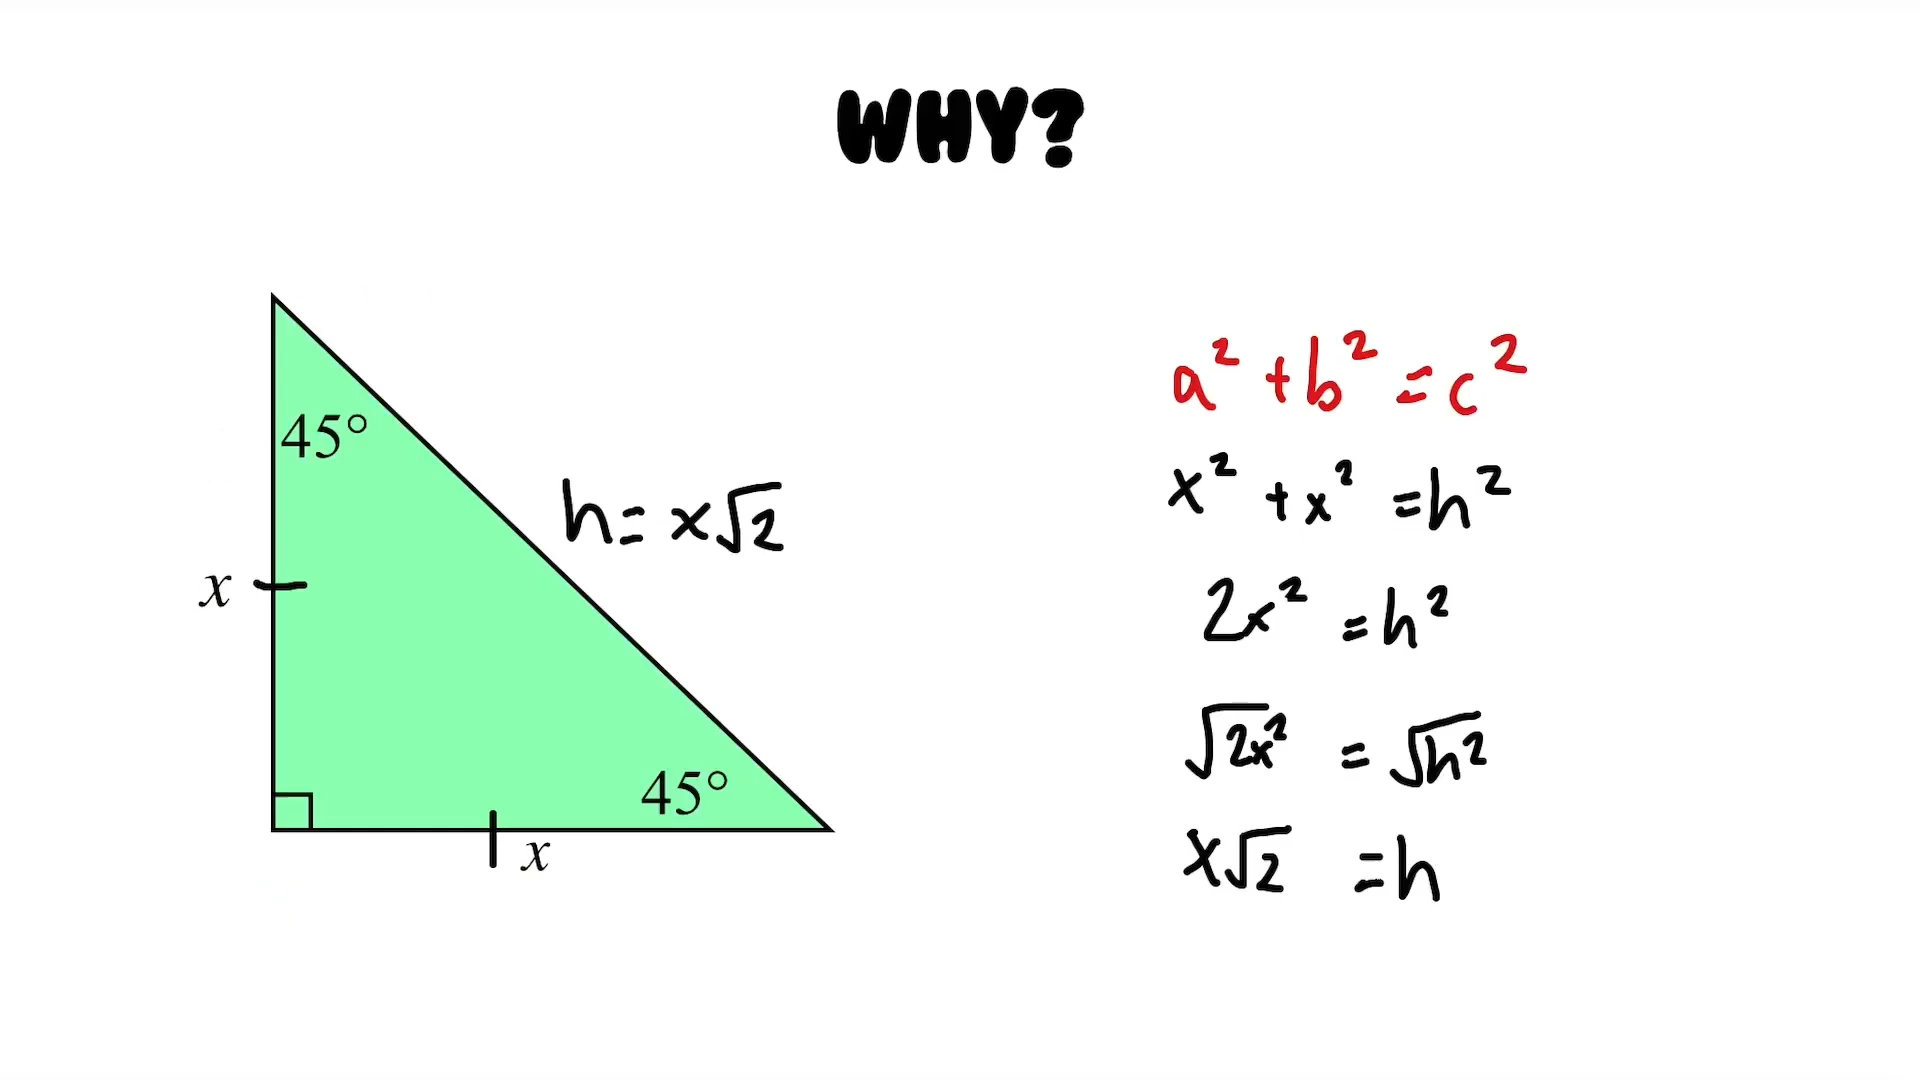 WHY?
45°
h = x√2
x
45°
x
a² + b² = c²
x² + x² = h²
2x² = h²
√2x² = √h²
x√2 = h